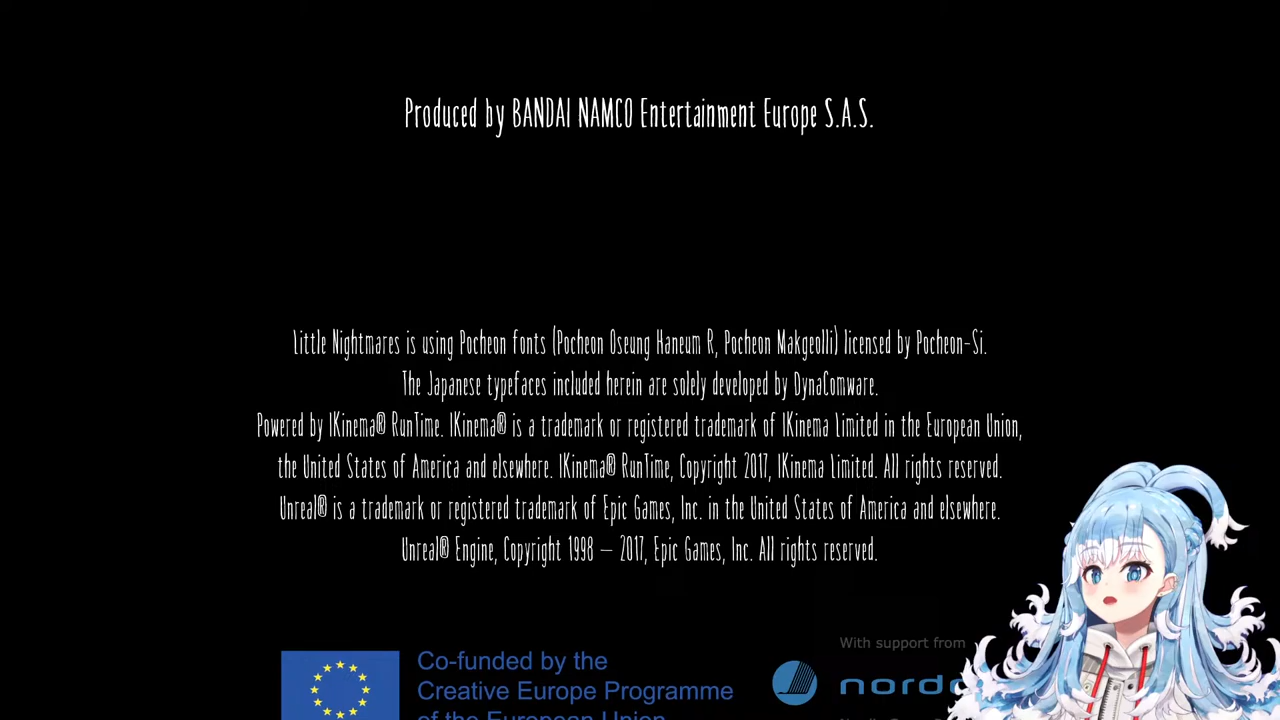 Produced by BANDAI NAMCO Entertainment Europe S.A.S.
Little Nightmares is using Pocheon fonts (Pocheon Oseung Haneum R, Pocheon Makgeolli) licensed by Pocheon-Si.
The Japanese typefaces included herein are solely developed by DynaComware.
Powered by IKinema® RunTime. IKinema® is a trademark or registered trademark of IKinema Limited in the European Union,
the United States of America and elsewhere. IKinema® RunTime, Copyright 2017, IKinema Limited. All rights reserved.
Unreal® is a trademark or registered trademark of Epic Games, Inc. in the United States of America and elsewhere.
Unreal® Engine, Copyright 1998 – 2017, Epic Games, Inc. All rights reserved.
Co-funded by the
Creative Europe Programme
of the European Union
With support from